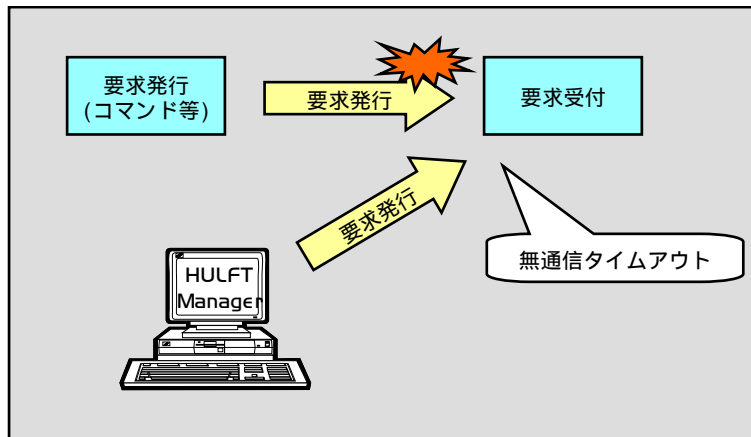 要求発行
(コマンド等)
要求発行
要求受付
要求発行
無通信タイムアウト
HULFT
Manager